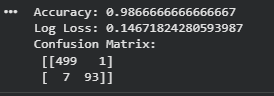 ••• Accuracy: 0.9866666666666667
Log Loss: 0.14671824280593987
Confusion Matrix:
[[499   1]
[  7  93]]